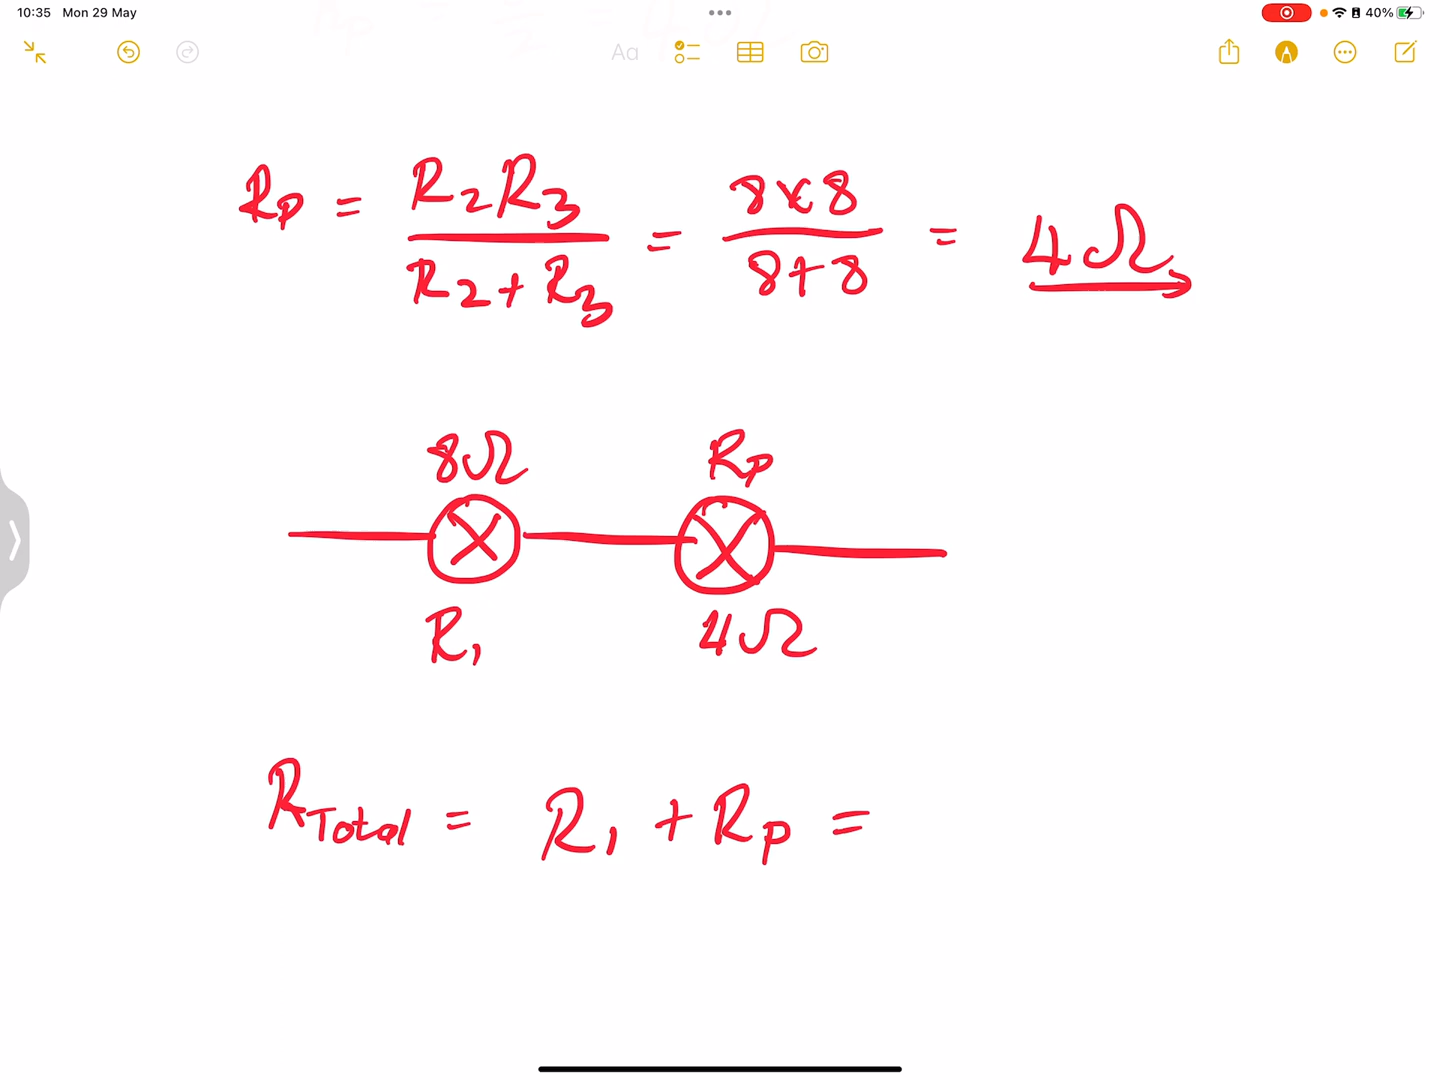 10:35 Mon 29 May
40%
Aa
Rp = R2R3 / R2 + R3 = 8x8 / 8+8 = 4Ω
8Ω Rp
R1 4Ω
RTotal = R1 + Rp =